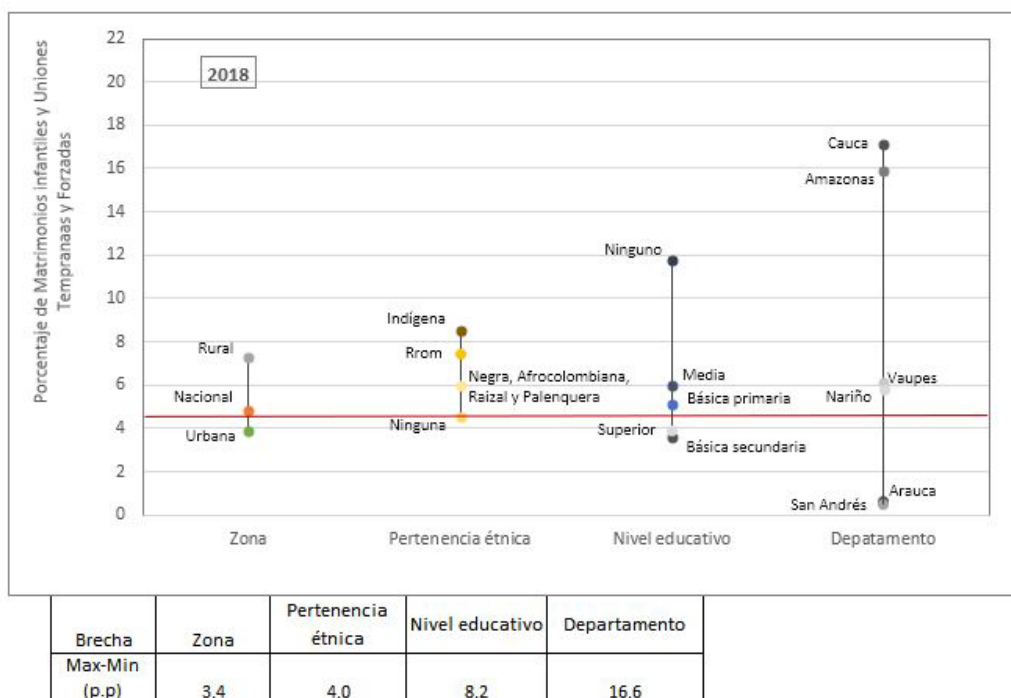 Porcentaje de Matrimonios infantiles y Uniones
Tempranaas y Forzadas
22
20
18
16
14
12
10
8
6
4
2
0
2018
Rural
Nacional
Urbana
Indígena
Rrom
Negra, Afrocolombiana,
Raizal y Palenquera
Ninguna
Ninguno
Media
Básica primaria
Superior
Básica secundaria
Cauca
Amazonas
Vaupes
Nariño
Arauca
San Andrés
Zona
Pertenencia étnica
Nivel educativo
Depatamento
Brecha Zona Pertenencia étnica Nivel educativo Departamento
Max-Min (p.p) 3.4 4.0 8.2 16.6